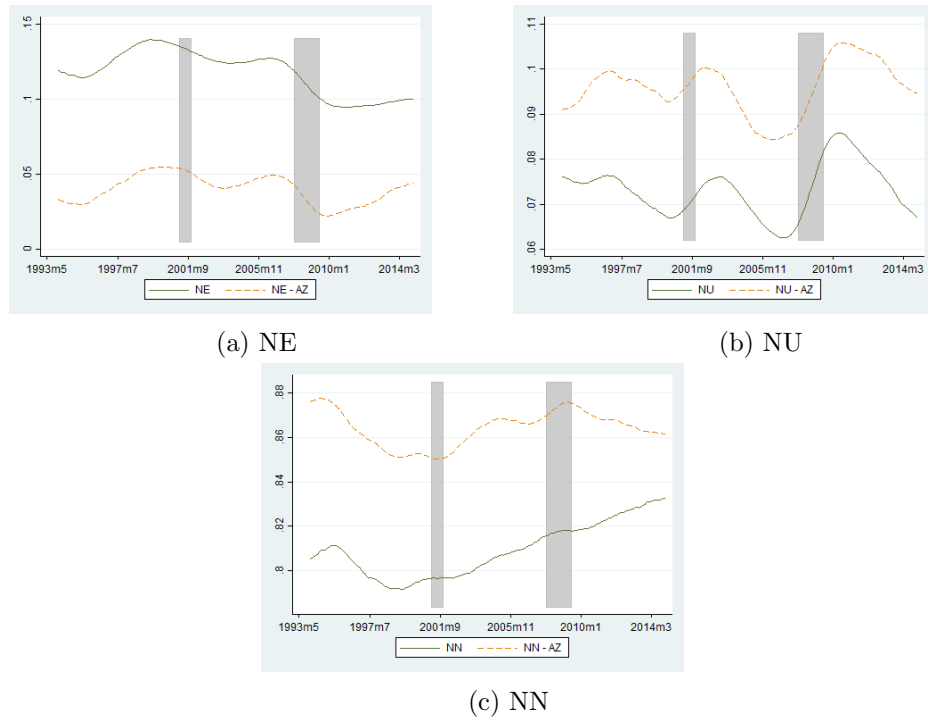 .15
.1
.05
0
1993m5 1997m7 2001m9 2005m11 2010m1 2014m3
NE NE - AZ
(a) NE
.11
.1
.09
.08
.07
.06
1993m5 1997m7 2001m9 2005m11 2010m1 2014m3
NU NU - AZ
(b) NU
.88
.86
.84
.82
.8
1993m5 1997m7 2001m9 2005m11 2010m1 2014m3
NN NN - AZ
(c) NN